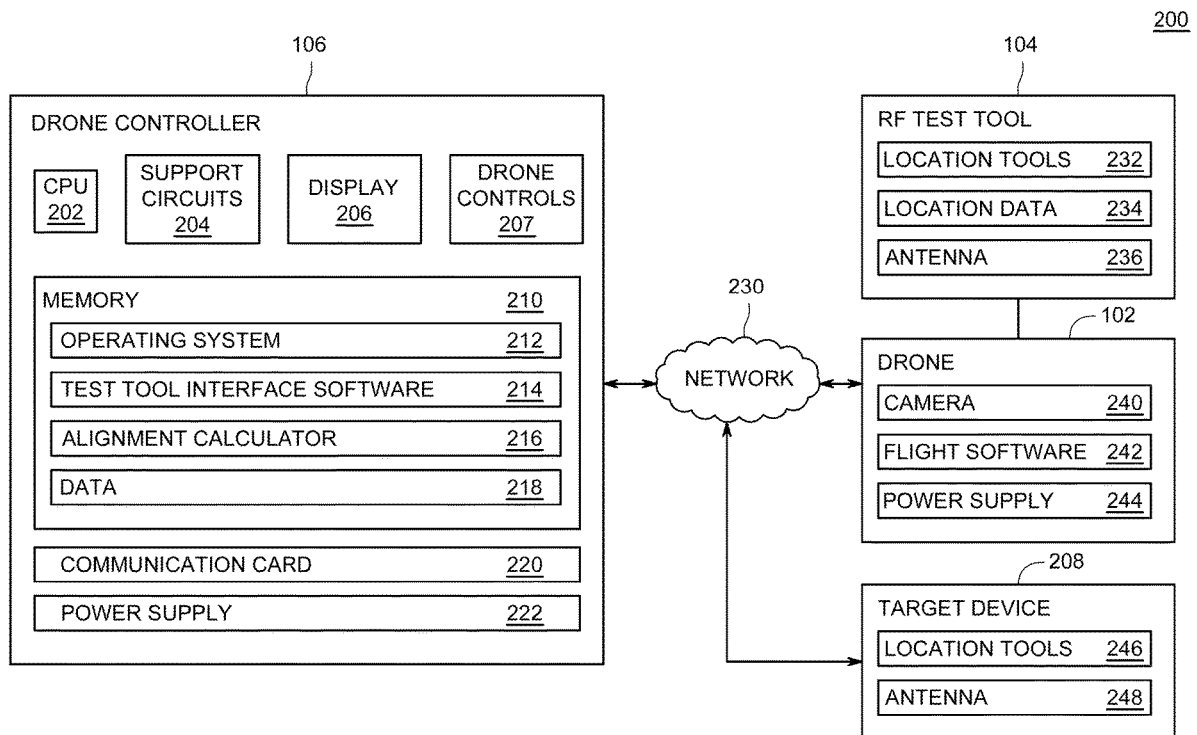 200
106
DRONE CONTROLLER
CPU
202
SUPPORT
CIRCUITS
204
DISPLAY
206
DRONE
CONTROLS
207
MEMORY 210
OPERATING SYSTEM 212
TEST TOOL INTERFACE SOFTWARE 214
ALIGNMENT CALCULATOR 216
DATA 218
COMMUNICATION CARD 220
POWER SUPPLY 222
230
NETWORK
104
RF TEST TOOL
LOCATION TOOLS 232
LOCATION DATA 234
ANTENNA 236
102
DRONE
CAMERA 240
FLIGHT SOFTWARE 242
POWER SUPPLY 244
208
TARGET DEVICE
LOCATION TOOLS 246
ANTENNA 248